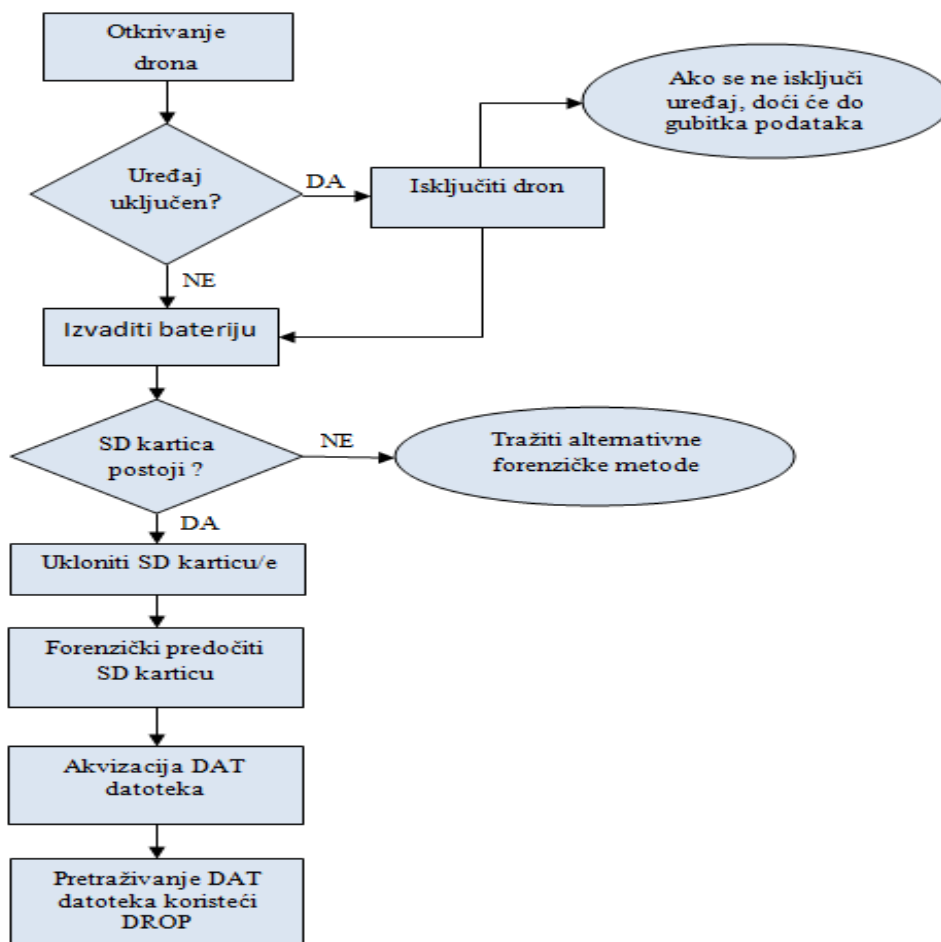 Otkrivanje
drona
Ako se ne isključi
uređaj, doći će do
gubitka podataka
Uređaj
uključen?
DA
Isključiti dron
NE
Izvaditi bateriju
SD kartica
postoji ?
NE
Tražiti alternativne
forenzičke metode
DA
Ukloniti SD karticu/e
Forenzički predočiti
SD karticu
Akvizacija DAT
datoteka
Pretraživanje DAT
datoteka koristeći
DROP